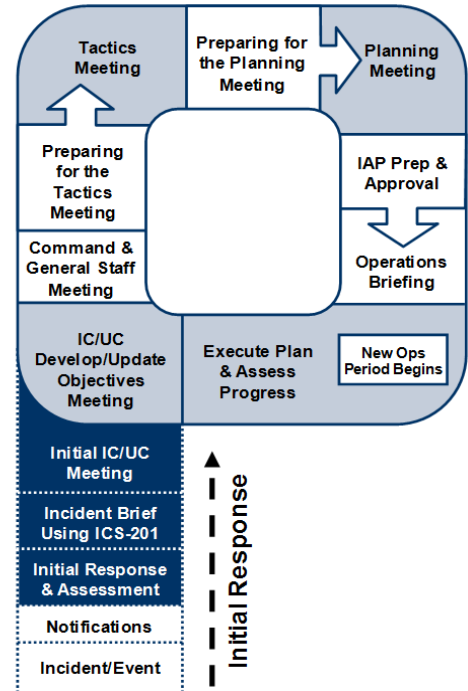 Tactics
Meeting
Preparing for
the Planning
Meeting
Planning
Meeting
Preparing
for the
Tactics
Meeting
IAP Prep &
Approval
Command &
General Staff
Meeting
Operations
Briefing
IC/UC
Develop/Update
Objectives
Meeting
Execute Plan
& Assess
Progress
New Ops
Period Begins
Initial IC/UC
Meeting
Incident Brief
Using ICS-201
Initial Response
& Assessment
Notifications
Incident/Event
Initial Response